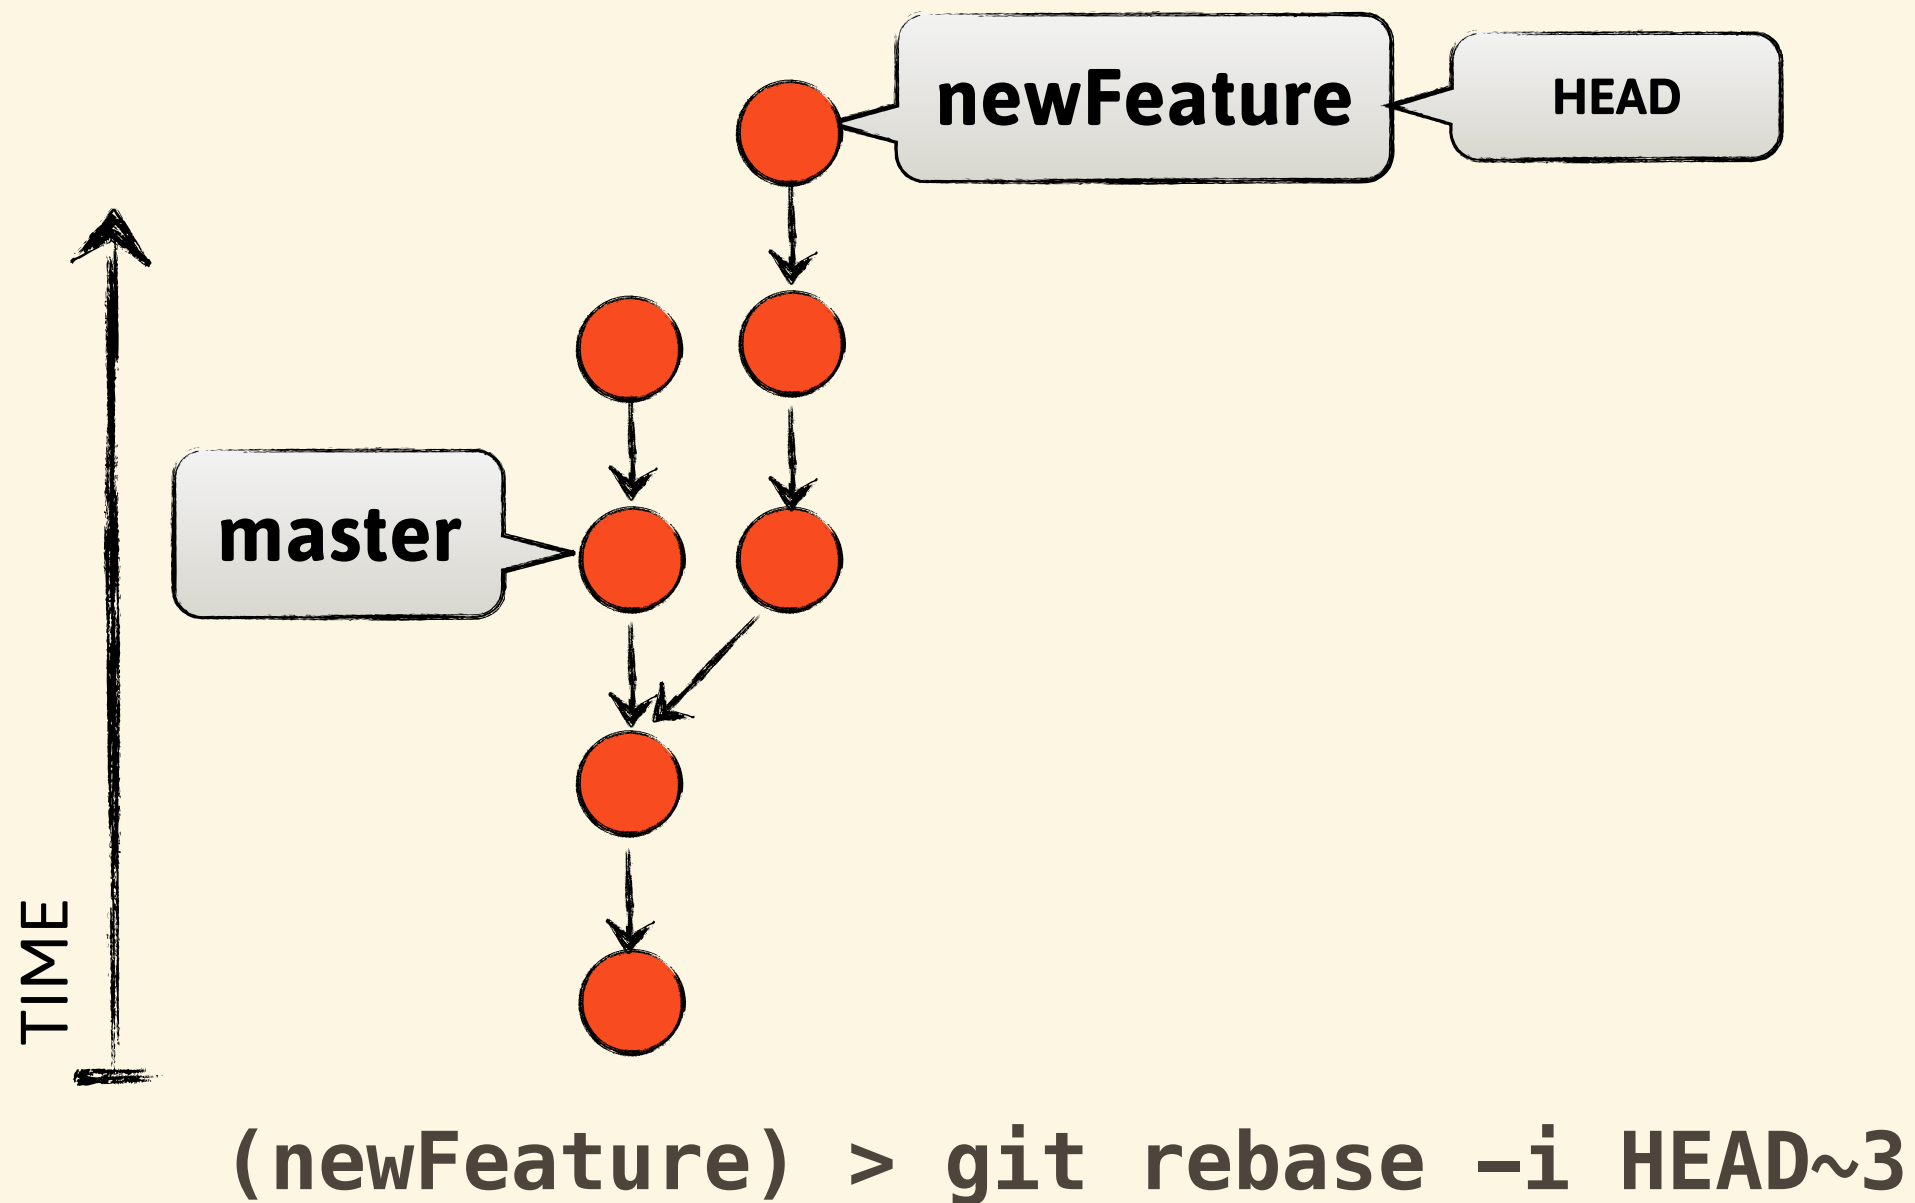 newFeature
HEAD
master
TIME
(newFeature) > git rebase –i HEAD~3